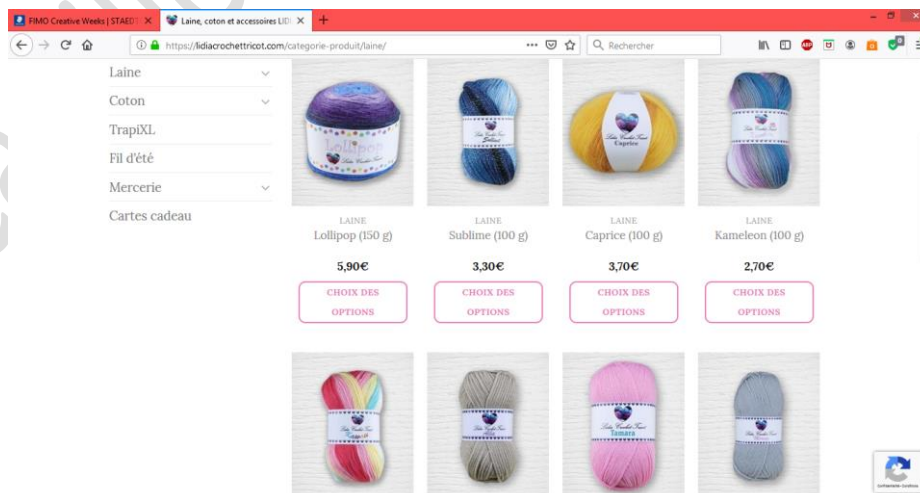 FIMO Creative Weeks | STAEDT
Laine, coton et accessoires LIDI
https://lidiacrochettricot.com/categorie-produit/laine/
Rechercher
Laine
Coton
TrapiXL
Fil d'été
Mercerie
Cartes cadeau
Lollipop
Sublime
Caprice
LAINE
Lollipop (150 g)
5,90€
CHOIX DES
OPTIONS
LAINE
Sublime (100 g)
3,30€
CHOIX DES
OPTIONS
LAINE
Caprice (100 g)
3,70€
CHOIX DES
OPTIONS
LAINE
Kameleon (100 g)
2,70€
CHOIX DES
OPTIONS
Tamara